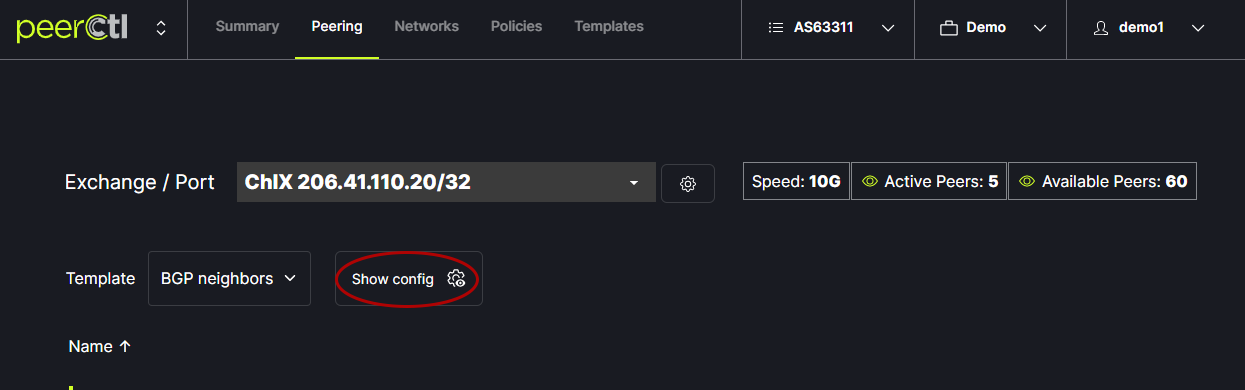 peerctl Summary Peering Networks Policies Templates AS63311 Demo demo1
Exchange / Port ChIX 206.41.110.20/32 Speed: 10G Active Peers: 5 Available Peers: 60
Template BGP neighbors Show config
Name ↑